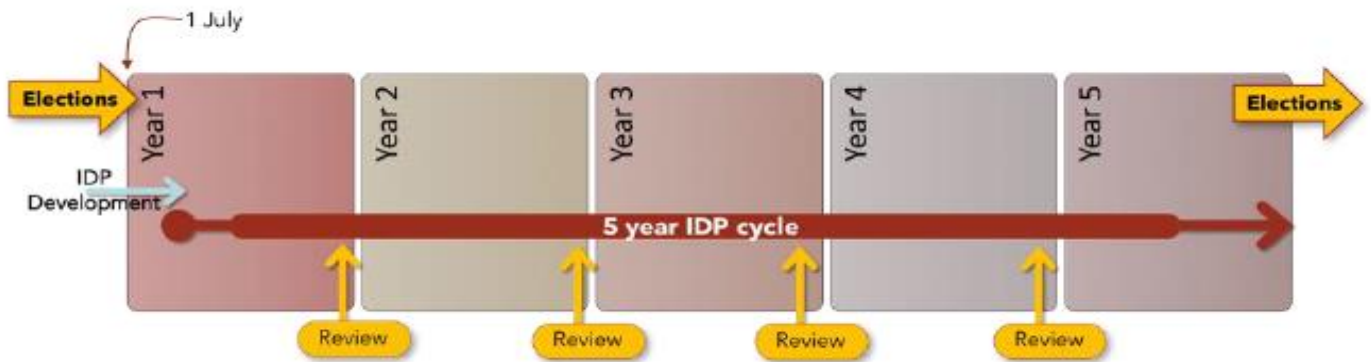 1 July
Elections
Year 1
Year 2
Year 3
Year 4
Year 5
Elections
IDP
Development
5 year IDP cycle
Review
Review
Review
Review